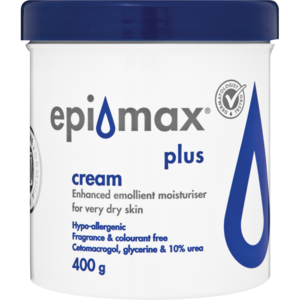 epimax®
plus
cream
Enhanced emollient moisturiser
for very dry skin
Hypo-allergenic
Fragrance & colourant free
Cetomacrogol, glycerine & 10% urea
400 g